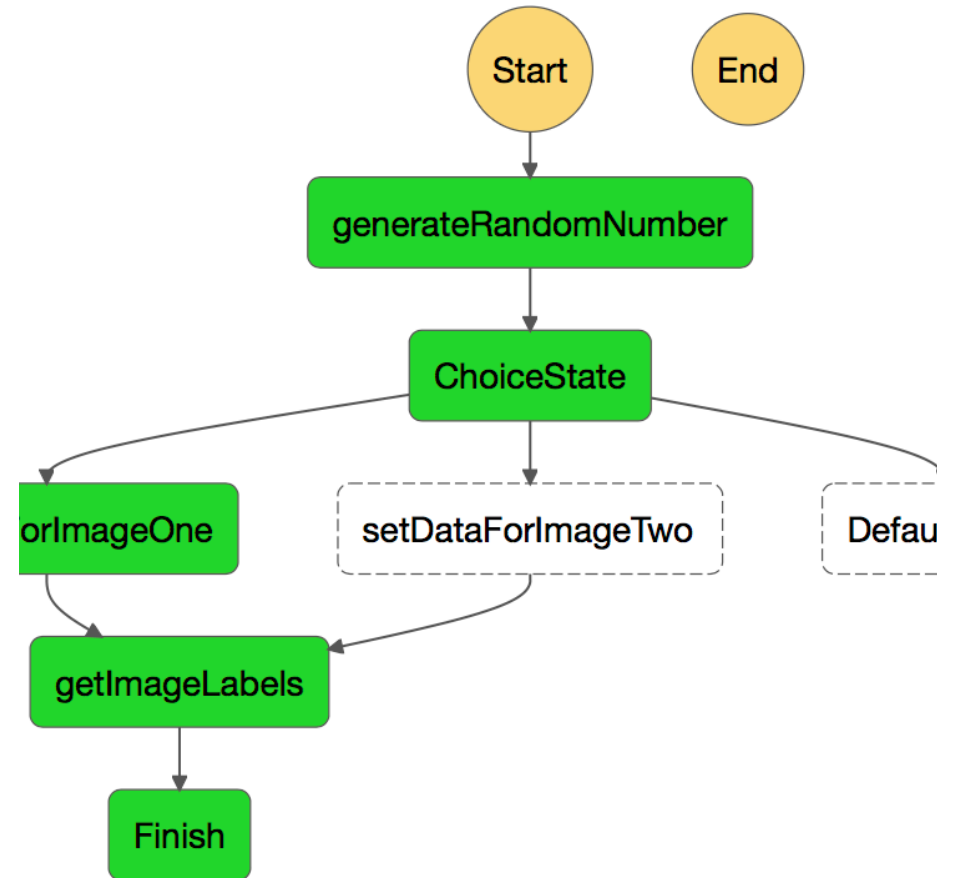 Start
End
generateRandomNumber
ChoiceState
orImageOne
setDataForImageTwo
Defau
getImageLabels
Finish